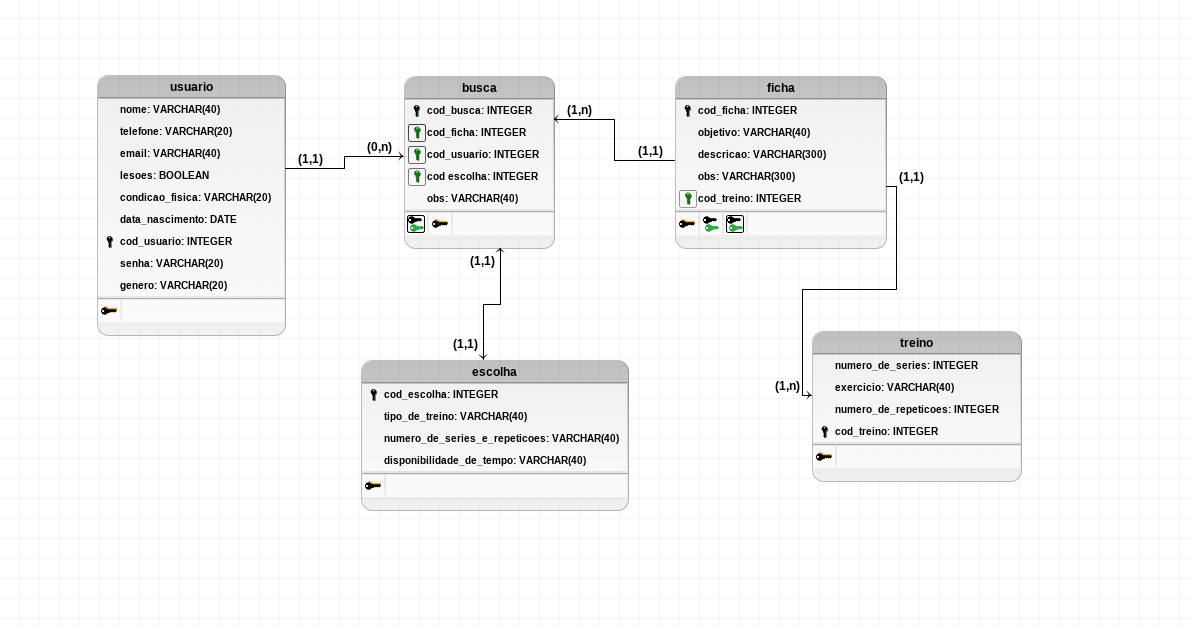 usuario
nome: VARCHAR(40)
telefone: VARCHAR(20)
email: VARCHAR(40)
lesoes: BOOLEAN
condicao_fisica: VARCHAR(20)
data_nascimento: DATE
cod_usuario: INTEGER
senha: VARCHAR(20)
genero: VARCHAR(20)
(1,1)
(0,n)
busca
cod_busca: INTEGER
cod_ficha: INTEGER
cod_usuario: INTEGER
cod escolha: INTEGER
obs: VARCHAR(40)
(1,n)
(1,1)
ficha
cod_ficha: INTEGER
objetivo: VARCHAR(40)
descricao: VARCHAR(300)
obs: VARCHAR(300)
cod_treino: INTEGER
(1,1)
(1,1)
(1,1)
escolha
cod_escolha: INTEGER
tipo_de_treino: VARCHAR(40)
numero_de_series_e_repeticoes: VARCHAR(40)
disponibilidade_de_tempo: VARCHAR(40)
(1,n)
treino
numero_de_series: INTEGER
exercicio: VARCHAR(40)
numero_de_repeticoes: INTEGER
cod_treino: INTEGER